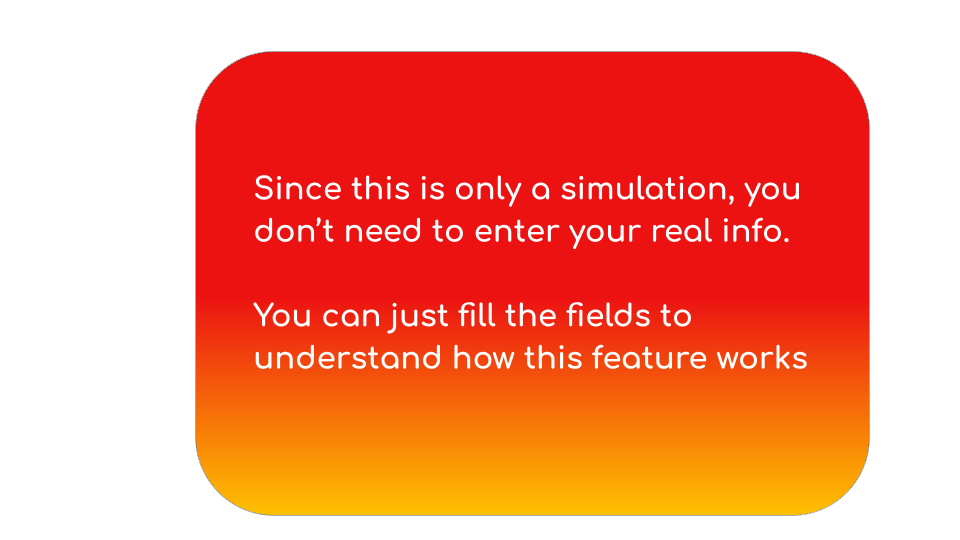 Since this is only a simulation, you
don’t need to enter your real info.
You can just fill the fields to
understand how this feature works